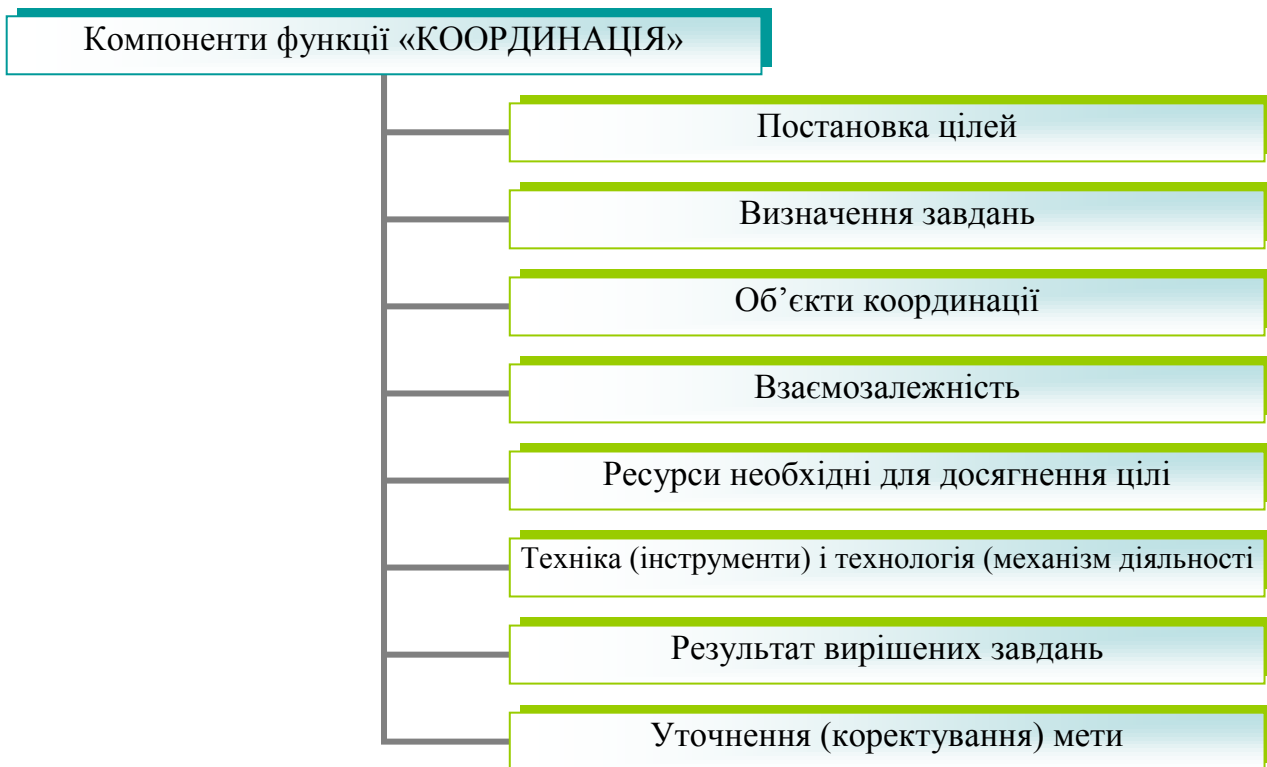 Компоненти функції «КООРДИНАЦІЯ»
Постановка цілей
Визначення завдань
Об’єкти координації
Взаємозалежність
Ресурси необхідні для досягнення цілі
Техніка (інструменти) і технологія (механізм діяльності
Результат вирішених завдань
Уточнення (коректування) мети